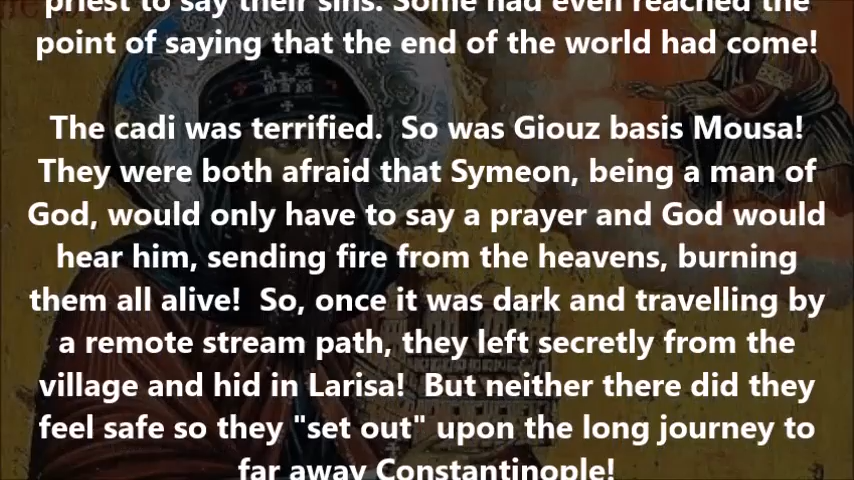 priest to say their sins. Some had even reached the
point of saying that the end of the world had come!
The cadi was terrified.  So was Giouz basis Mousa!
They were both afraid that Symeon, being a man of
God, would only have to say a prayer and God would
hear him, sending fire from the heavens, burning
them all alive!  So, once it was dark and travelling by
a remote stream path, they left secretly from the
village and hid in Larisa!  But neither there did they
feel safe so they "set out" upon the long journey to
far away Constantinople!